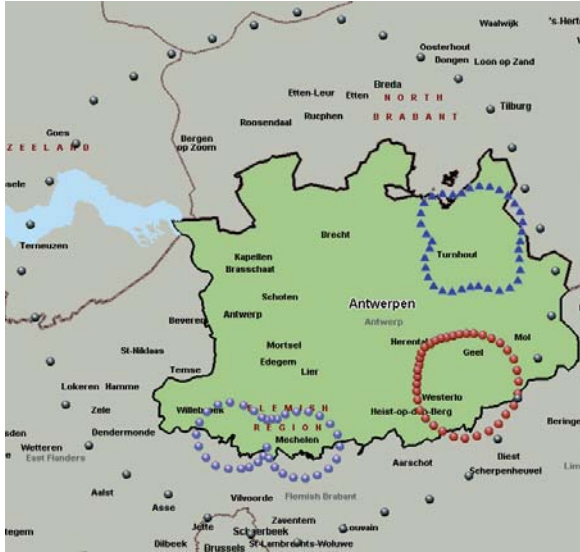 Waalwijk
's-Herto
Oosterhout
Dongen
Loon op Zand
Breda
Etten-Leur
Etten
NORTH
Tilburg
Rucphen
BRABANT
Roosendaal
Goes
Bergen
op Zoom
ZEELAND
Terneuzen
Brecht
Turnhout
Kapellen
Brasschaat
Schoten
Antwerpen
Beveren
Antwerp
Antwerp
Mol
Herental
Mortsel
Geel
St-Niklaas
Edegem
Temse
Lier
Lokeren
Hamme
Westerlo
Willebroek
FLEMISH
Heist-op-den-Berg
Zele
REGION
Beringe
Dendermonde
Mechelen
Wetteren
Diest
East Flanders
Aarschot
Scherpenheuvel
Lim
Aalst
Vilvoorde
Flemish Brabant
Asse
Jette
Zaventem
Louvain
Schaerbeek
Dilbeek
St-Lambrechts-Woluwe
Brussels